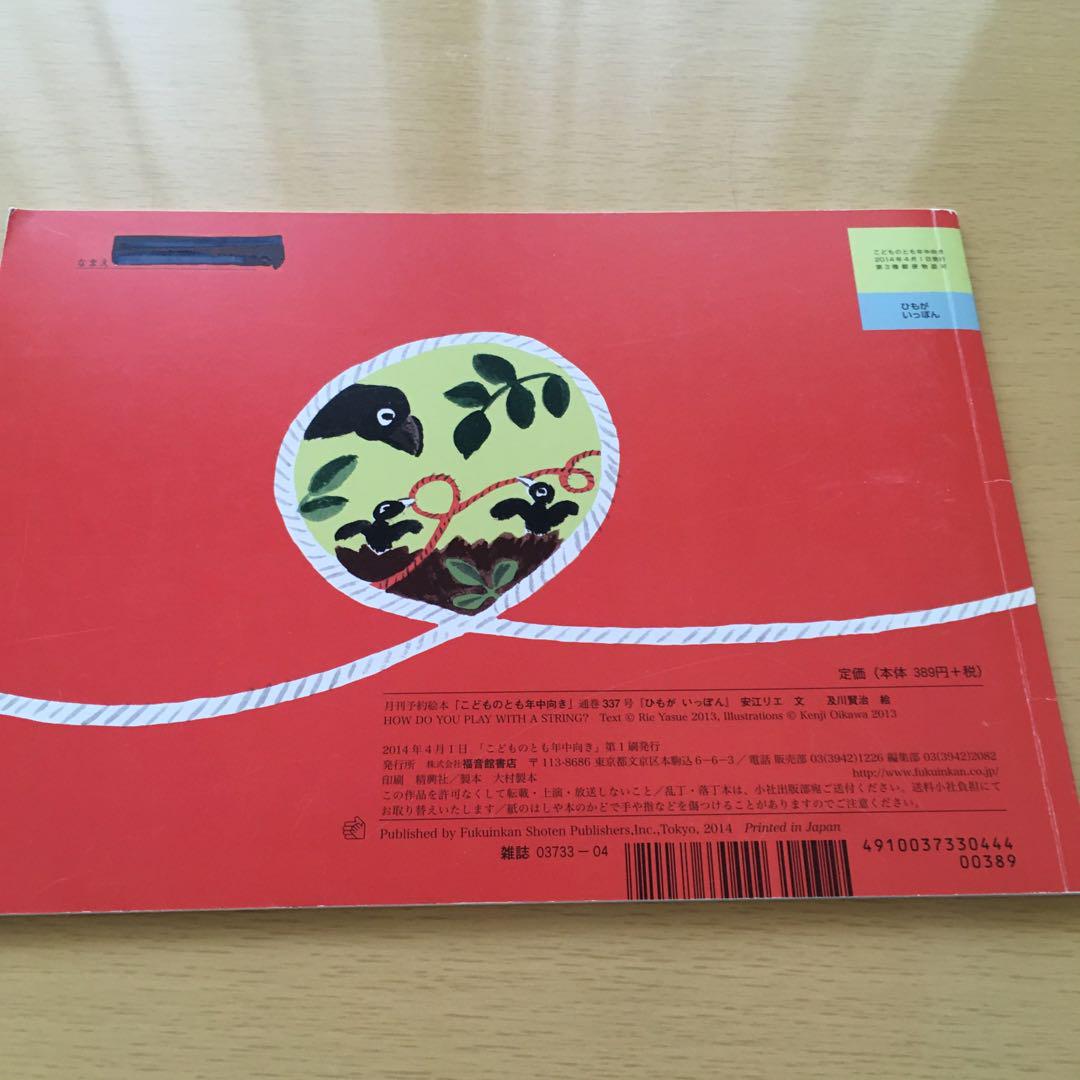 なまえ
こどものとも年中向き
2014年4月1日発行
第3種郵便物認可
ひもが
いっぽん
定価（本体 389円＋税）
月刊予約絵本「こどものとも年中向き」通巻337号『ひもが いっぽん』 安江リエ 文 及川賢治 絵
HOW DO YOU PLAY WITH A STRING? Text © Rie Yasue 2013, Illustrations © Kenji Oikawa 2013
2014年4月1日 「こどものとも年中向き」第1刷発行
発行所 株式会社福音館書店 〒113-8686 東京都文京区本駒込6-6-3／電話 販売部 03(3942)1226 編集部 03(3942)2082
印刷 精興社／製本 大村製本 http://www.fukuinkan.co.jp/
この作品を許可なくして転載・上演・放送しないこと／乱丁・落丁本は、小社出版部宛ご送付ください。送料小社負担にて
お取り替えいたします／紙のはしや本のかどで手や指などを傷つけることがありますのでご注意ください。
Published by Fukuinkan Shoten Publishers,Inc.,Tokyo, 2014 Printed in Japan
雑誌 03733-04
4910037330444
00389